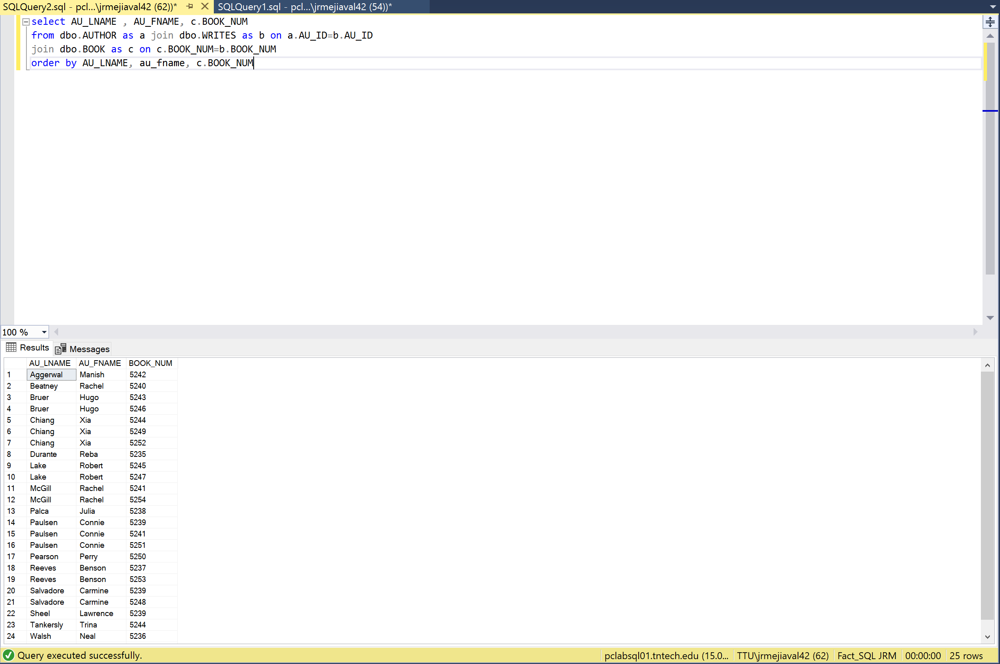 SQLQuery2.sql - pcl...\jrmejiaval42 (62))* SQLQuery1.sql - pcl...\jrmejiaval42 (54))*
select AU_LNAME , AU_FNAME, c.BOOK_NUM
from dbo.AUTHOR as a join dbo.WRITES as b on a.AU_ID=b.AU_ID
join dbo.BOOK as c on c.BOOK_NUM=b.BOOK_NUM
order by AU_LNAME, au_fname, c.BOOK_NUM
100 %
Results Messages
AU_LNAME AU_FNAME BOOK_NUM
1 Aggerwal Manish 5242
2 Beatney Rachel 5240
3 Bruer Hugo 5243
4 Bruer Hugo 5246
5 Chiang Xia 5244
6 Chiang Xia 5249
7 Chiang Xia 5252
8 Durante Reba 5235
9 Lake Robert 5245
10 Lake Robert 5247
11 McGill Rachel 5241
12 McGill Rachel 5254
13 Palca Julia 5238
14 Paulsen Connie 5239
15 Paulsen Connie 5241
16 Paulsen Connie 5251
17 Pearson Perry 5250
18 Reeves Benson 5237
19 Reeves Benson 5253
20 Salvadore Carmine 5239
21 Salvadore Carmine 5248
22 Sheel Lawrence 5239
23 Tankersly Trina 5244
24 Walsh Neal 5236
Query executed successfully. pclabsql01.tntech.edu (15.0... TTU\jrmejiaval42 (62) Fact_SQL JRM 00:00:00 25 rows